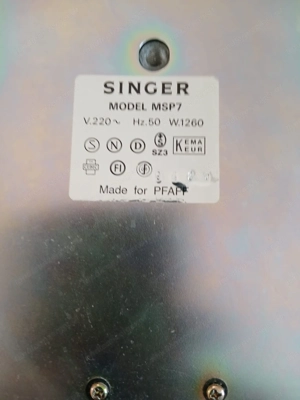 SINGER
MODEL MSP7
V.220~ Hz.50 W.1260
S N D SZ3 KEMA KEUR
FI
Made for PFAFF